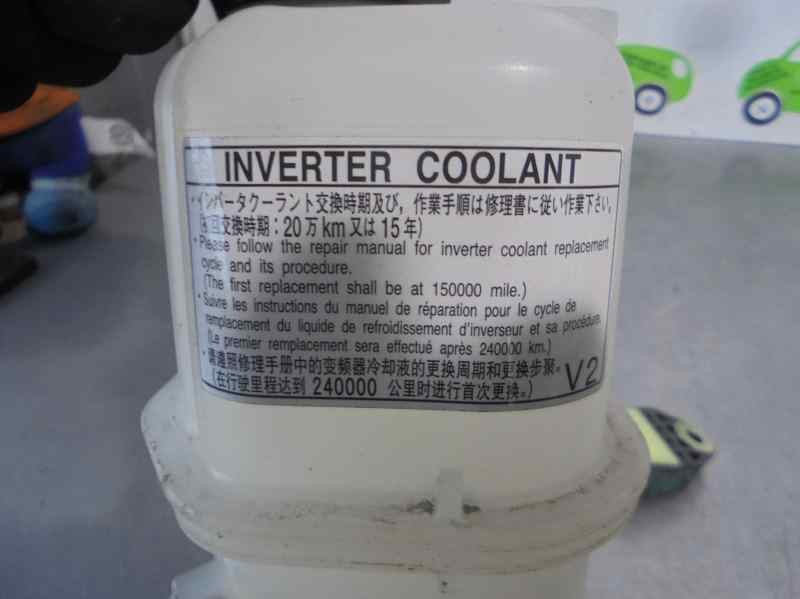 INVERTER COOLANT
・インバータクーラント交換時期及び，作業手順は修理書に従い作業下さい。
(初回交換時期：20万km又は15年)
・Please follow the repair manual for inverter coolant replacement
cycle and its procedure.
(The first replacement shall be at 150000 mile.)
・Suivre les instructions du manuel de réparation pour le cycle de
remplacement du liquide de refroidissement d'inverseur et sa procédure.
(Le premier remplacement sera effectué après 240000 km.)
・请遵照修理手册中的变频器冷却液的更换周期和更换步聚。
(在行驶里程达到 240000 公里时进行首次更换。)
V2